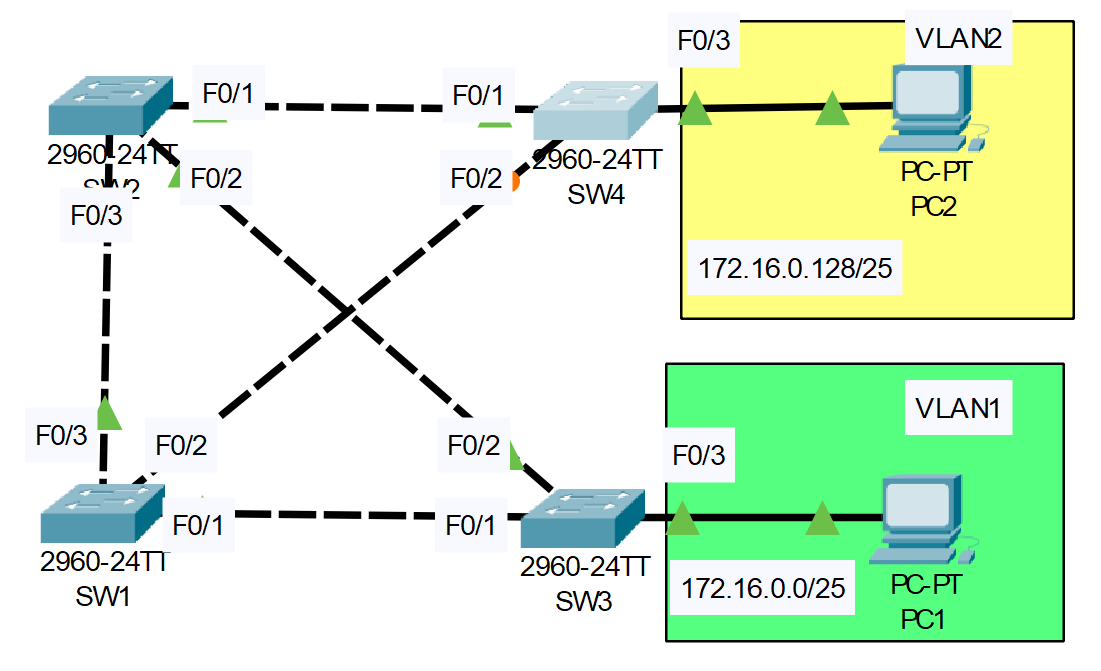 F0/3
VLAN2
F0/1
F0/1
2960-24TT
SW2
F0/2
F0/2
2960-24TT
SW4
PC-PT
PC2
F0/3
172.16.0.128/25
VLAN1
F0/3
F0/2
F0/2
F0/3
F0/1
F0/1
2960-24TT
SW1
2960-24TT
SW3
172.16.0.0/25
PC-PT
PC1